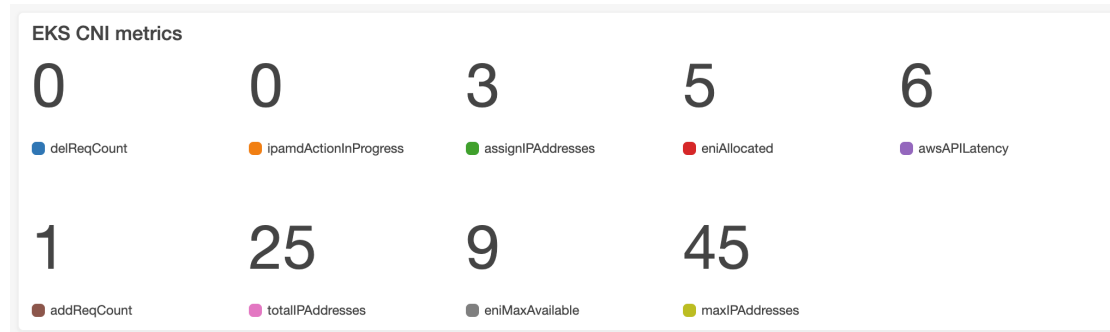 EKS CNI metrics
0 0 3 5 6
delReqCount ipamdActionInProgress assignIPAddresses eniAllocated awsAPILatency
1 25 9 45
addReqCount totalIPAddresses eniMaxAvailable maxIPAddresses